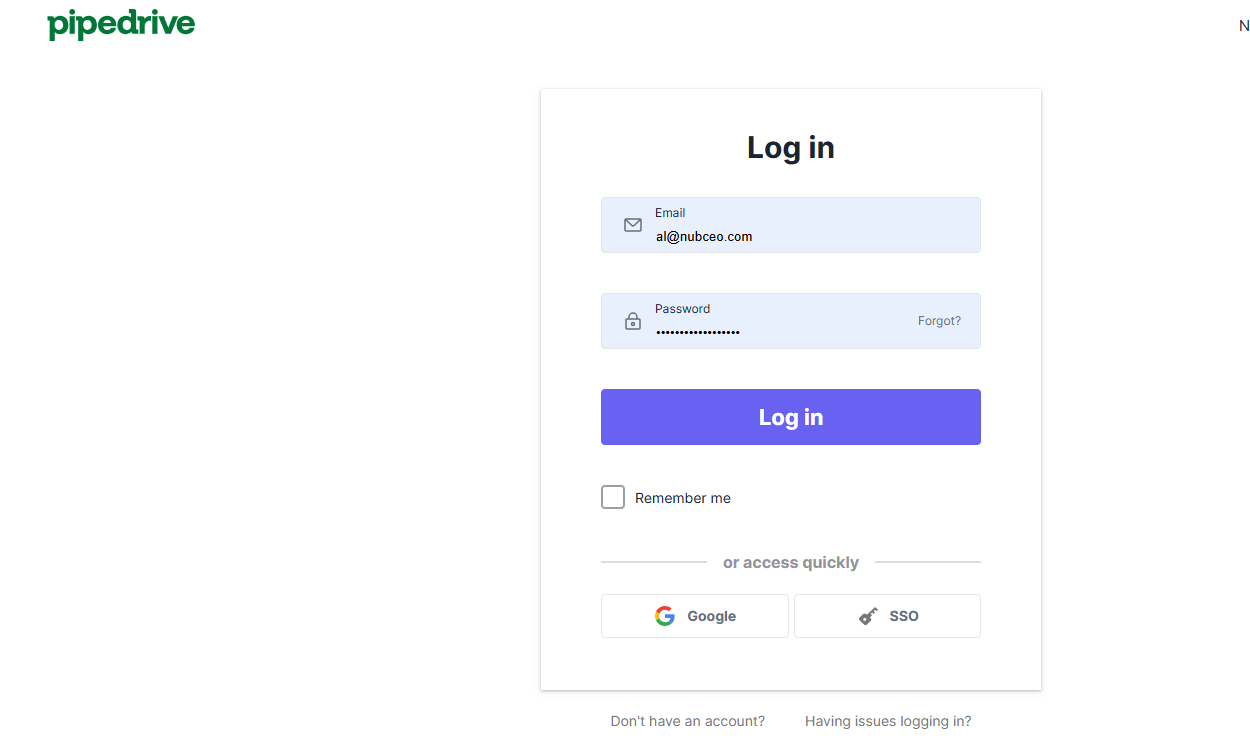 pipedrive
N
Log in
Email
al@nubceo.com
Password
••••••••••••••••••
Forgot?
Log in
Remember me
or access quickly
Google
SSO
Don't have an account?
Having issues logging in?